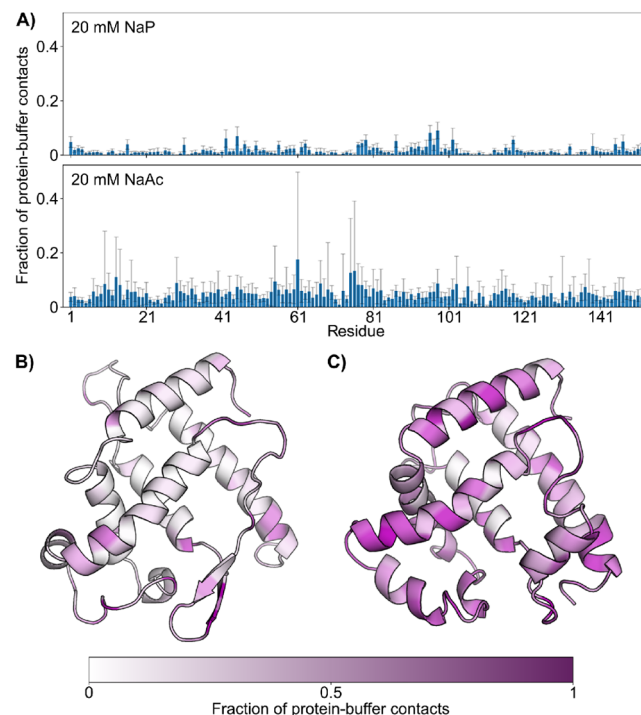 A)
20 mM NaP
0.4
0.2
0
20 mM NaAc
0.4
0.2
0
Fraction of protein-buffer contacts
1 21 41 61 81 101 121 141
Residue
B)
C)
0 0.5 1
Fraction of protein-buffer contacts